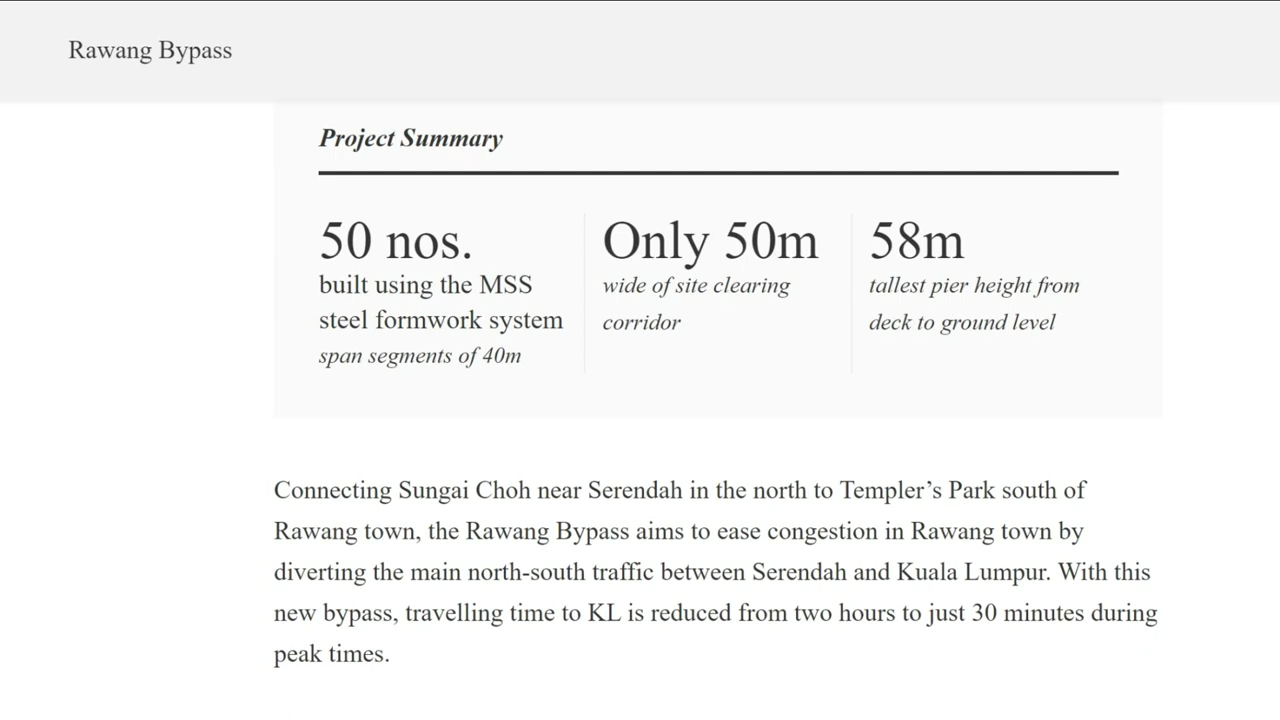 Rawang Bypass
Project Summary
50 nos.
built using the MSS
steel formwork system
span segments of 40m
Only 50m
wide of site clearing
corridor
58m
tallest pier height from
deck to ground level
Connecting Sungai Choh near Serendah in the north to Templer’s Park south of
Rawang town, the Rawang Bypass aims to ease congestion in Rawang town by
diverting the main north-south traffic between Serendah and Kuala Lumpur. With this
new bypass, travelling time to KL is reduced from two hours to just 30 minutes during
peak times.